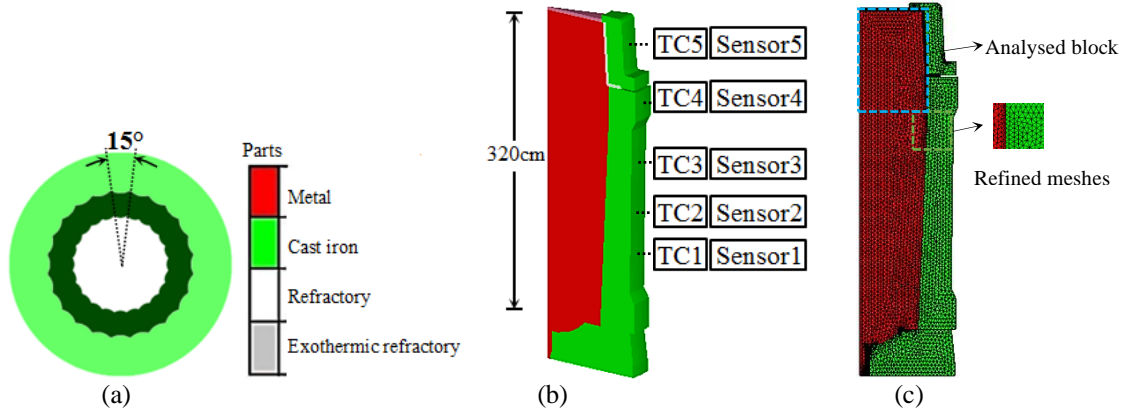 15°
Parts
Metal
Cast iron
Refractory
Exothermic refractory
(a)
320cm
TC5 Sensor5
TC4 Sensor4
TC3 Sensor3
TC2 Sensor2
TC1 Sensor1
(b)
Analysed block
Refined meshes
(c)